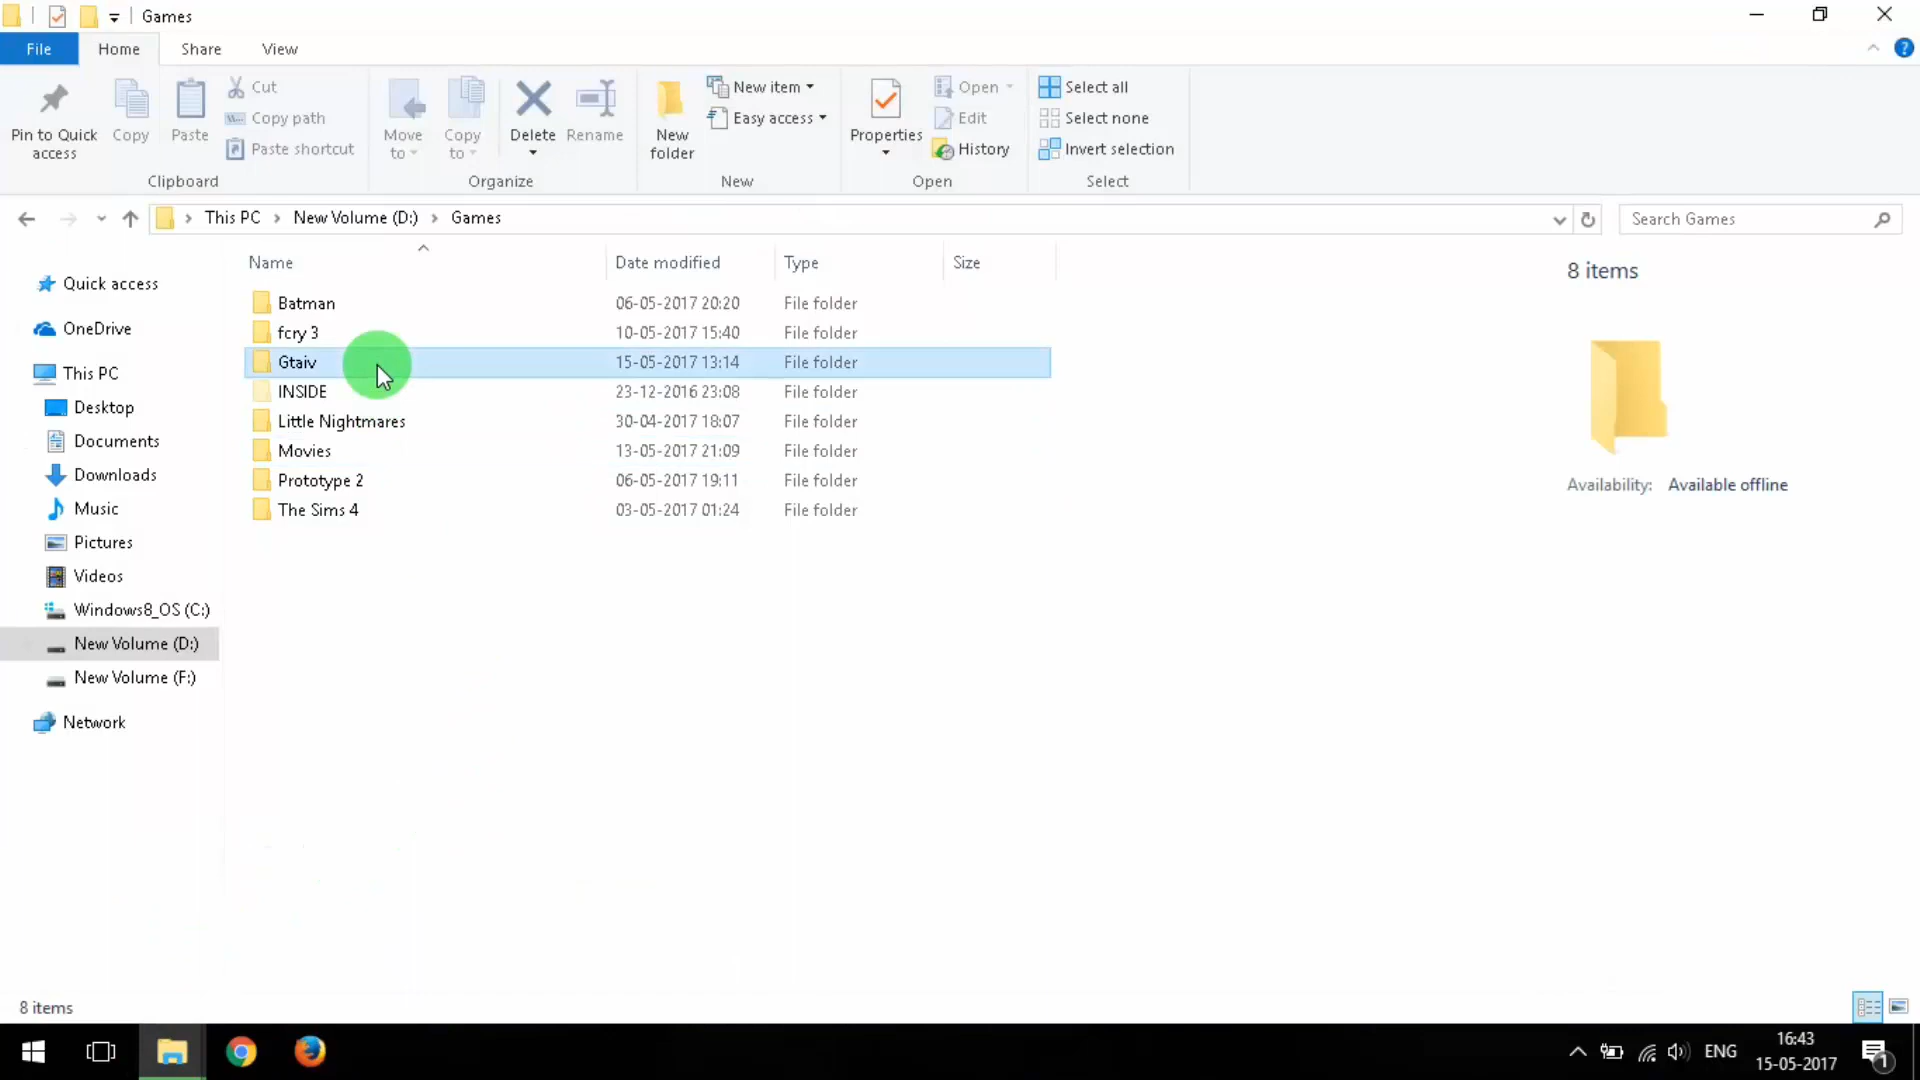 Games
File Home Share View
Pin to Quick access
Copy
Paste
Cut
Copy path
Paste shortcut
Clipboard
Move to
Copy to
Delete
Rename
Organize
New folder
New item
Easy access
New
Properties
Open
Edit
History
Open
Select all
Select none
Invert selection
Select
This PC New Volume (D:) Games
Search Games
Quick access
OneDrive
This PC
Desktop
Documents
Downloads
Music
Pictures
Videos
Windows8_OS (C:)
New Volume (D:)
New Volume (F:)
Network
Name Date modified Type Size
Batman 06-05-2017 20:20 File folder
fcry 3 10-05-2017 15:40 File folder
Gtaiv 15-05-2017 13:14 File folder
INSIDE 23-12-2016 23:08 File folder
Little Nightmares 30-04-2017 18:07 File folder
Movies 13-05-2017 21:09 File folder
Prototype 2 06-05-2017 19:11 File folder
The Sims 4 03-05-2017 01:24 File folder
8 items
Availability: Available offline
8 items
ENG
16:43
15-05-2017
1